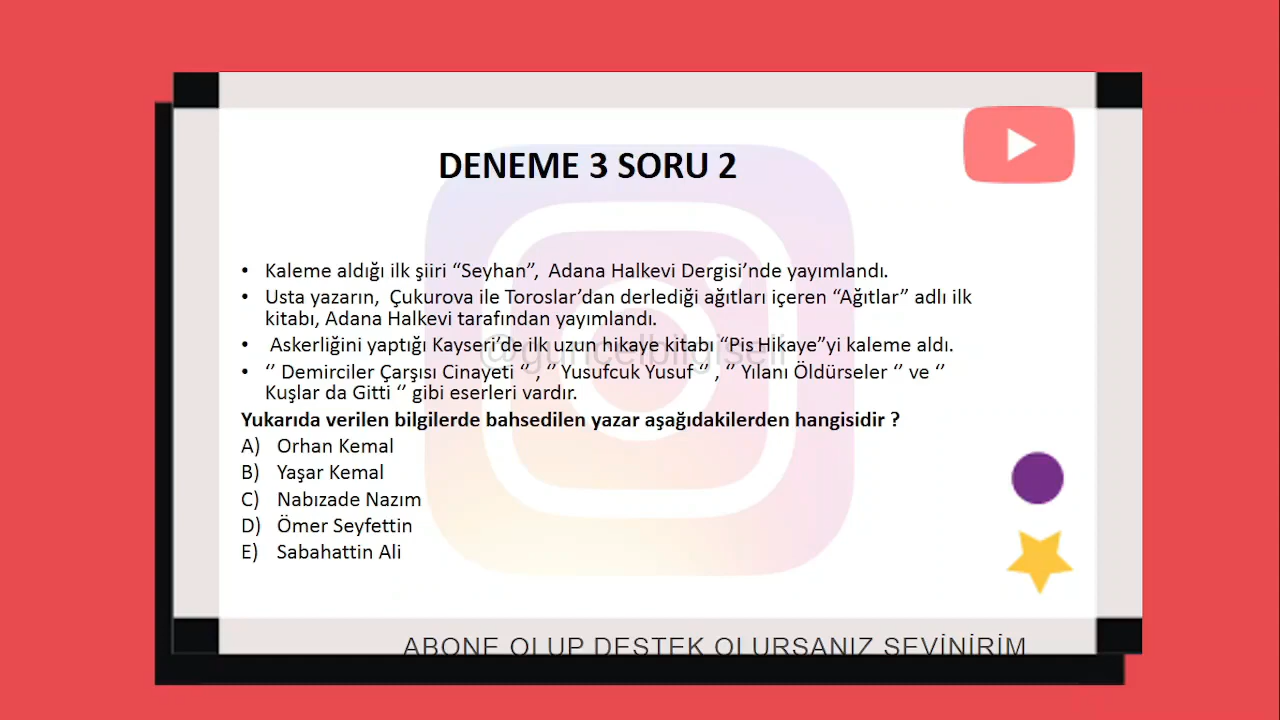 DENEME 3 SORU 2
• Kaleme aldığı ilk şiiri “Seyhan”, Adana Halkevi Dergisi’nde yayımlandı.
• Usta yazarın, Çukurova ile Toroslar’dan derlediği ağıtları içeren “Ağıtlar” adlı ilk
kitabı, Adana Halkevi tarafından yayımlandı.
• Askerliğini yaptığı Kayseri’de ilk uzun hikaye kitabı “Pis Hikaye”yi kaleme aldı.
• ‘’ Demirciler Çarşısı Cinayeti ‘’ , ‘’ Yusufcuk Yusuf ‘’ , ‘’ Yılanı Öldürseler ‘’ ve ‘’
Kuşlar da Gitti ‘’ gibi eserleri vardır.
Yukarıda verilen bilgilerde bahsedilen yazar aşağıdakilerden hangisidir ?
A) Orhan Kemal
B) Yaşar Kemal
C) Nabızade Nazım
D) Ömer Seyfettin
E) Sabahattin Ali
@guncelbilgiseli
ABONE OLUP DESTEK OLURSANIZ SEVİNİRİM